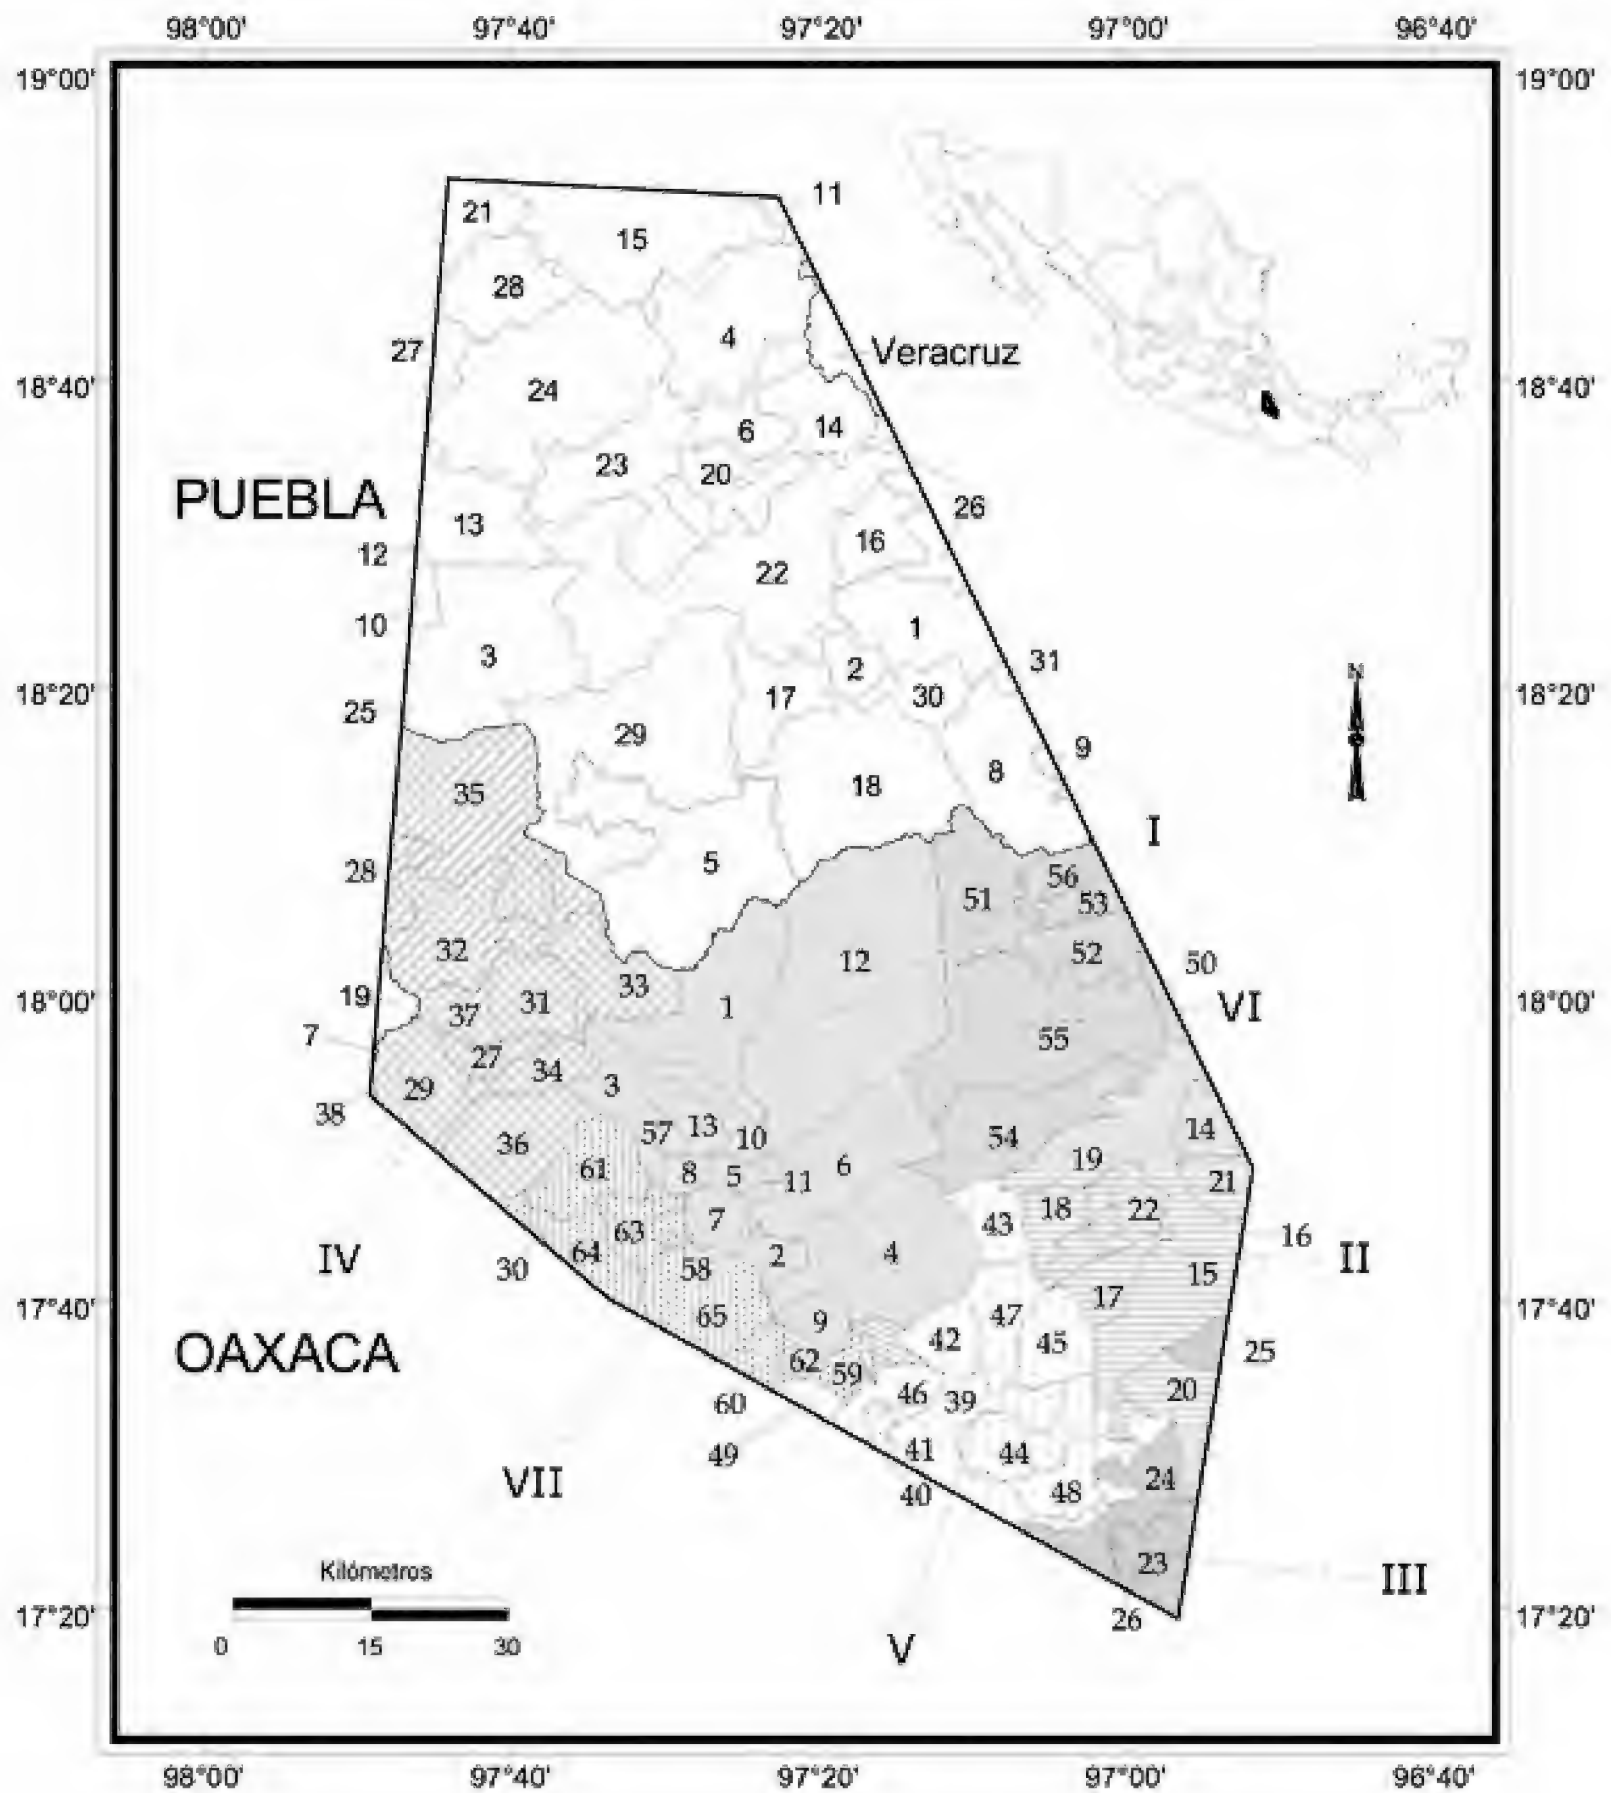 98°00' 97°40' 97°20' 97°00' 96°40'
19°00' 19°00'
11
21
15
28
4
27
Veracruz
18°40' 24 18°40'
6 14
23 20
PUEBLA 26
13
12 16
22
10 1
3 31
2
18°20' 17 30 18°20'
25
29 9
8
35 18
I
5
28 56
51 53
32 12 52 50
33
19 31 1 18°00' VI 18°00'
37
7 55
27
34
29 3
38
57 13 10 54 14
36
61 8 5 11 6 19
21
7 43 18 22
63 16
64 2 4
IV 30 58 15 II
17
17°40' 65 9 47 17°40'
42 45
OAXACA 62 59 25
46 39 20
60
49 41 44
24
VII 40 48
Kilómetros 23 III
17°20' 26 17°20'
0 15 30 V
N
98°00' 97°40' 97°20' 97°00' 96°40'